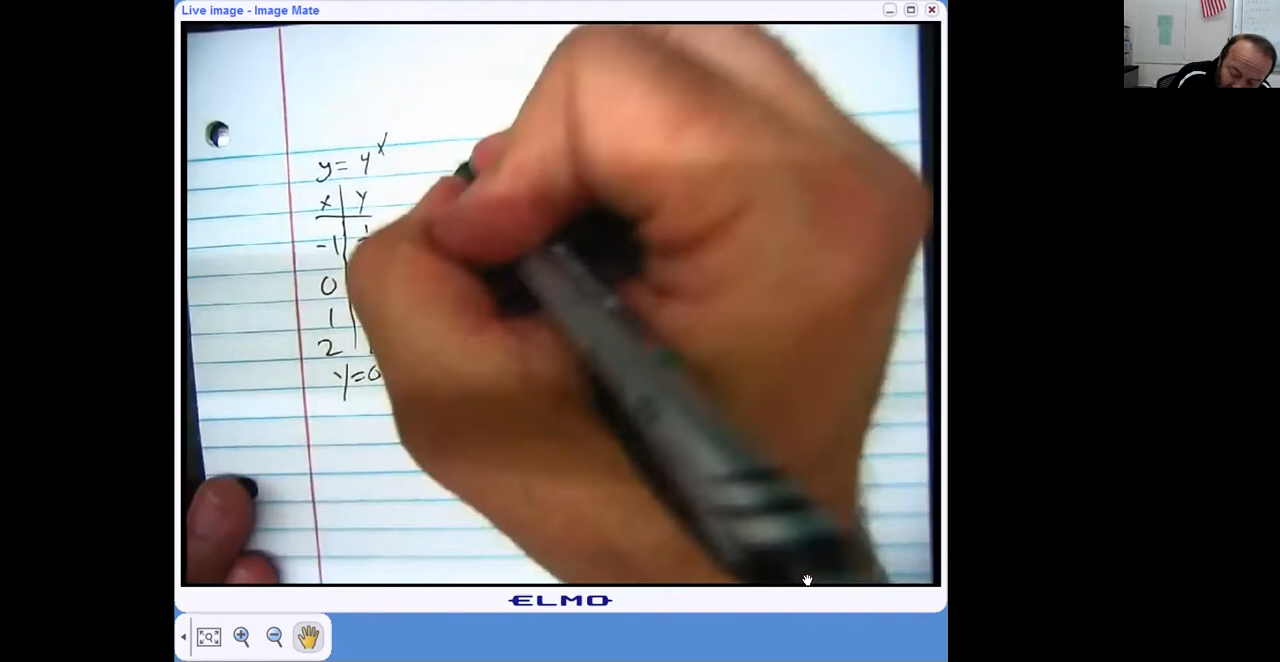 Live image - Image Mate
y = 4^x
x y
-1
0
1
2
y=0
ELMO